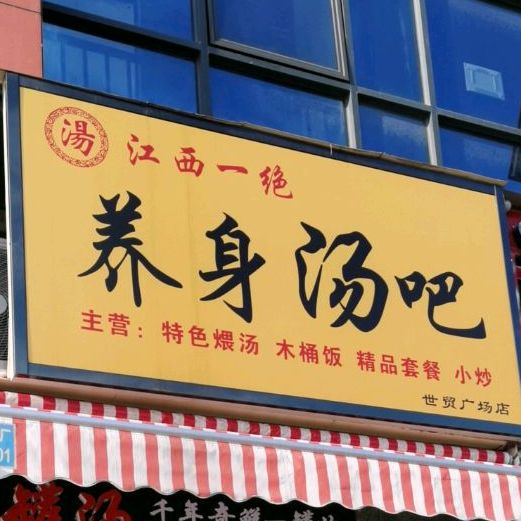 湯
江西一绝
养身汤吧
主营：特色煨汤 木桶饭 精品套餐 小炒
世贸广场店